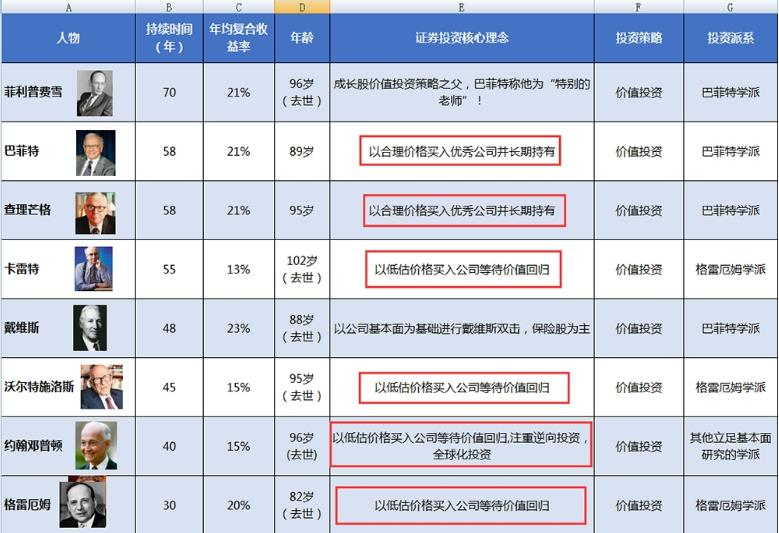 A B C D E F G
人物 持续时间（年） 年均复合收益率 年龄 证券投资核心理念 投资策略 投资派系
菲利普费雪 70 21% 96岁（去世） 成长股价值投资策略之父，巴菲特称他为“特别的老师”！ 价值投资 巴菲特学派
巴菲特 58 21% 89岁 以合理价格买入优秀公司并长期持有 价值投资 巴菲特学派
查理芒格 58 21% 95岁 以合理价格买入优秀公司并长期持有 价值投资 巴菲特学派
卡雷特 55 13% 102岁（去世） 以低估价格买入公司等待价值回归 价值投资 格雷厄姆学派
戴维斯 48 23% 88岁（去世） 以公司基本面为基础进行戴维斯双击，保险股为主 价值投资 巴菲特学派
沃尔特施洛斯 45 15% 95岁（去世） 以低估价格买入公司等待价值回归 价值投资 格雷厄姆学派
约翰邓普顿 40 15% 96岁(去世) 以低估价格买入公司等待价值回归,注重逆向投资，全球化投资 价值投资 其他立足基本面研究的学派
格雷厄姆 30 20% 82岁（去世） 以低估价格买入公司等待价值回归 价值投资 格雷厄姆学派